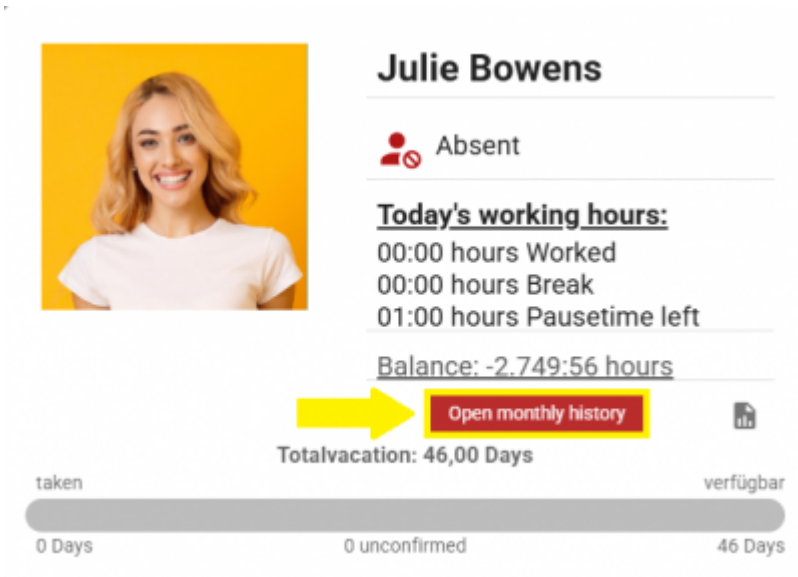 Julie Bowens
Absent
Today's working hours:
00:00 hours Worked
00:00 hours Break
01:00 hours Pausetime left
Balance: -2.749:56 hours
Open monthly history
Totalvacation: 46,00 Days
taken verfügbar
0 Days 0 unconfirmed 46 Days